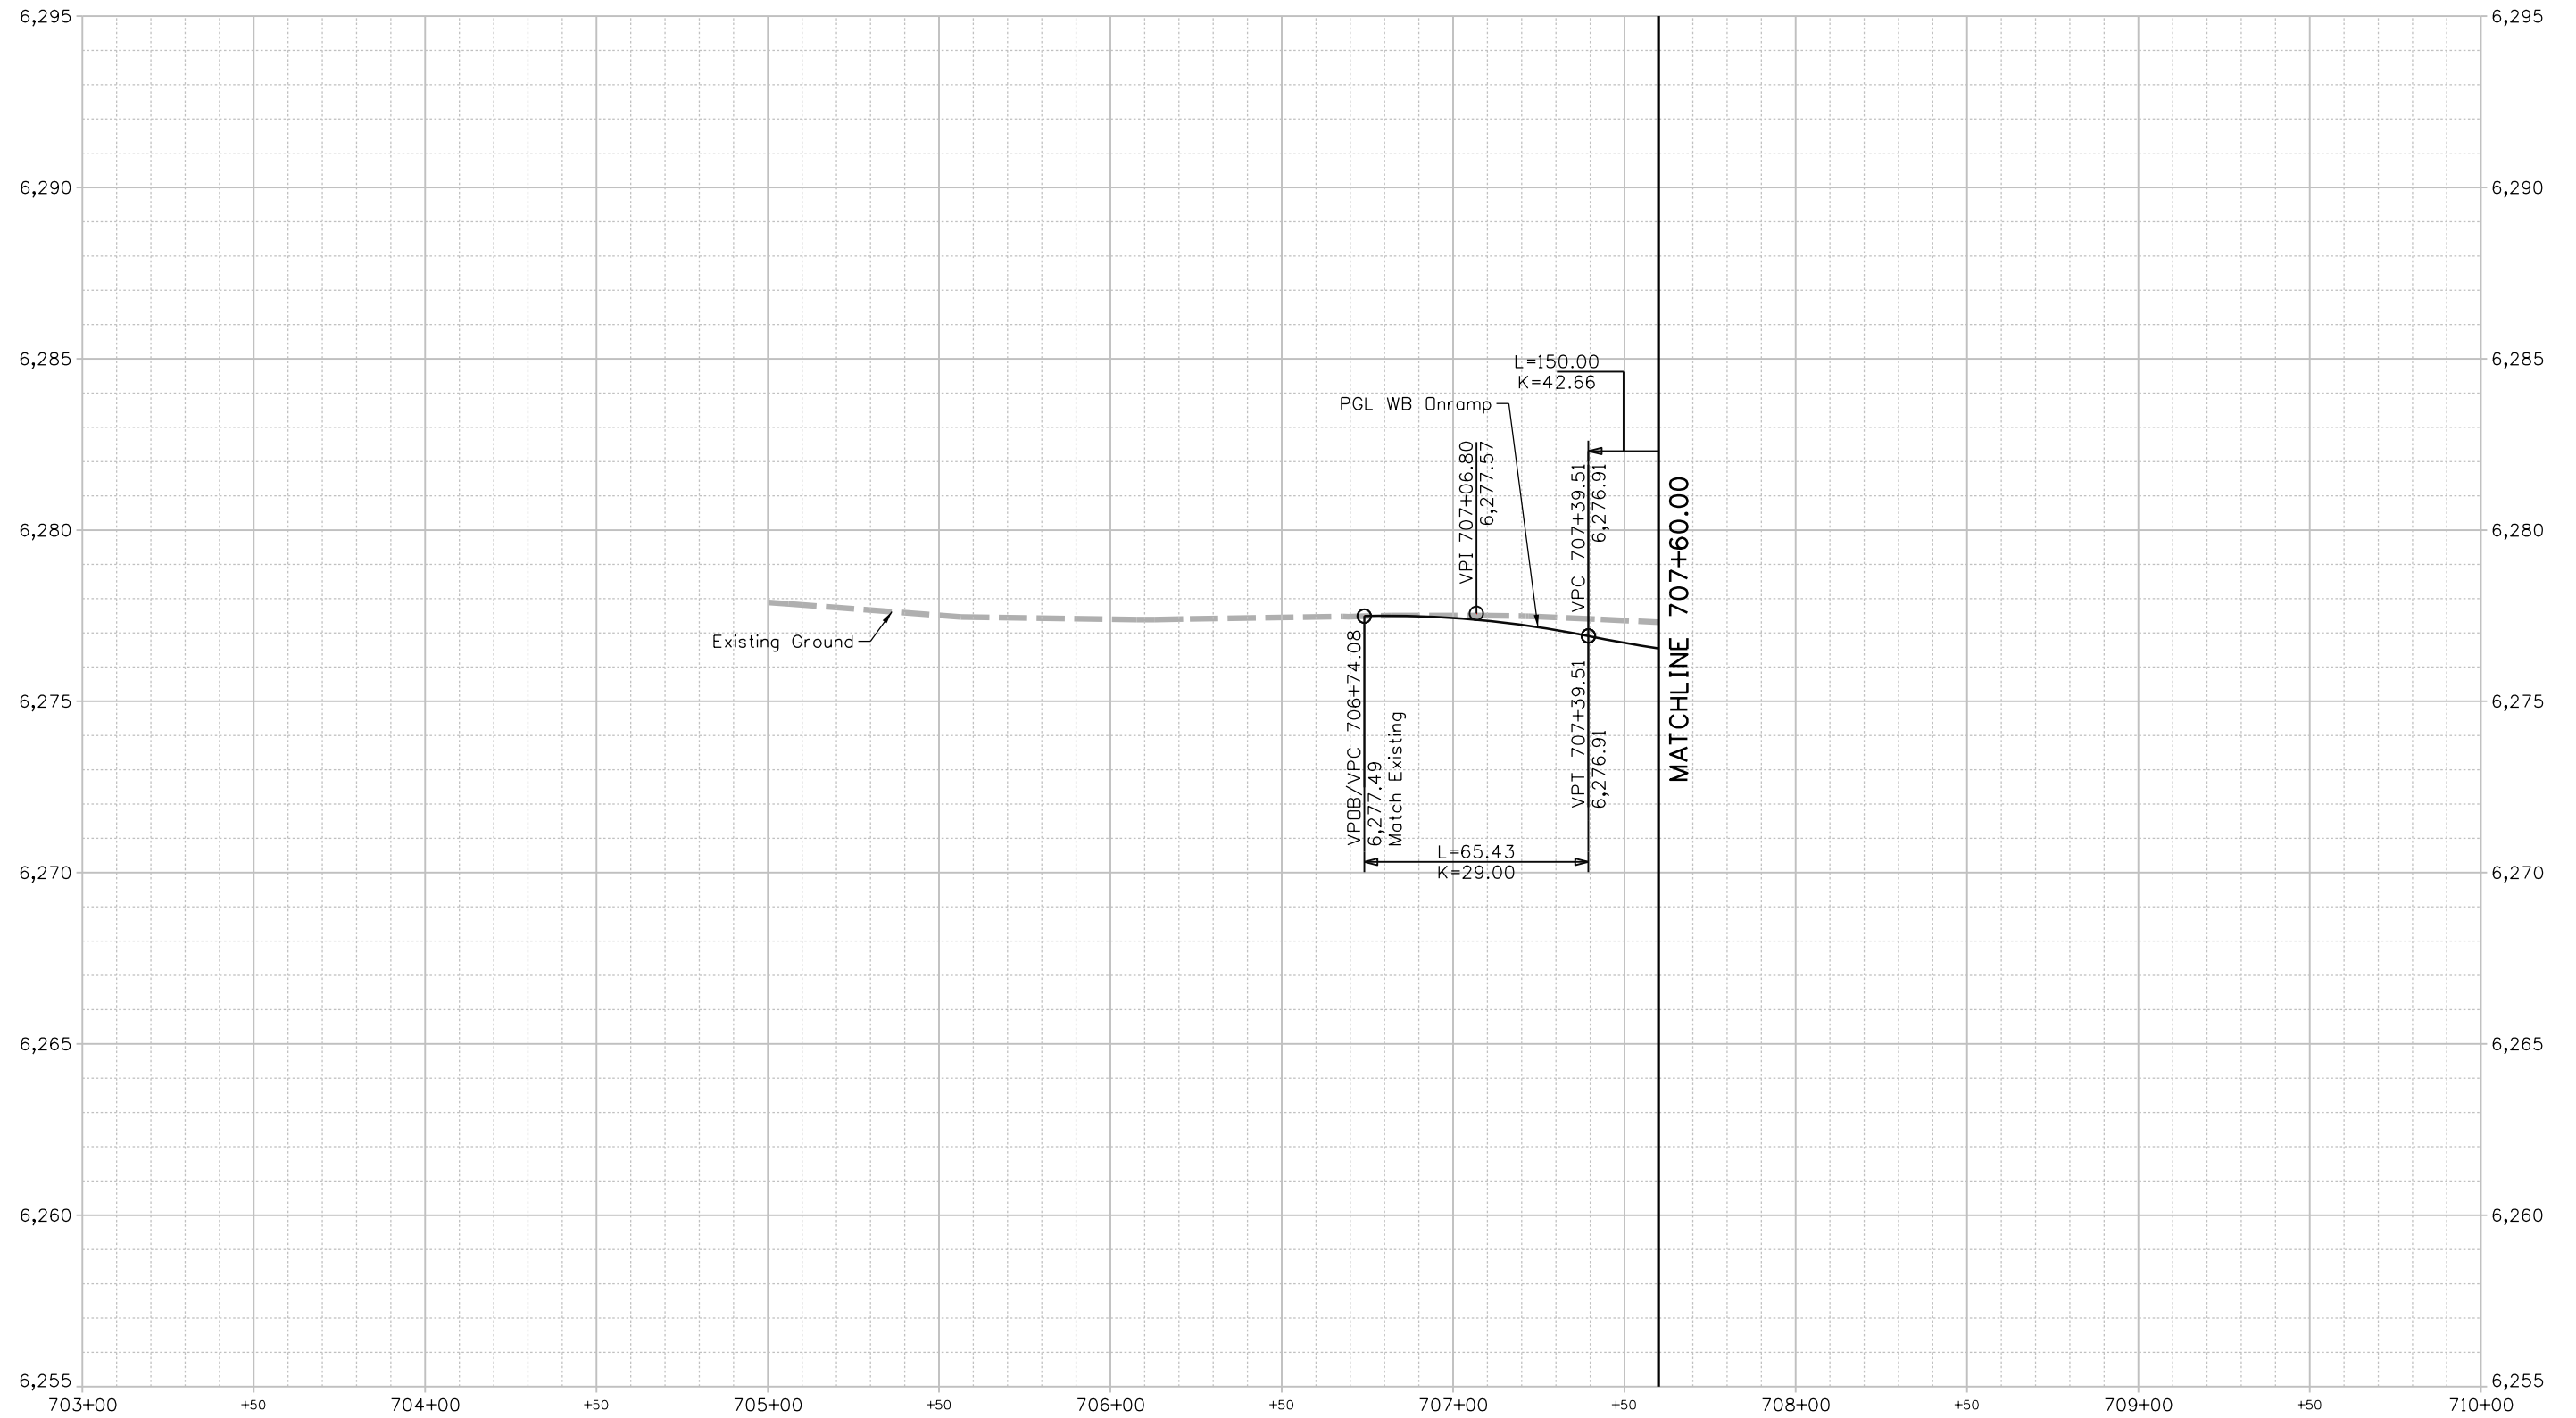 6,295
6,295
6,290
6,290
6,285
6,285
L=150.00
K=42.66
PGL WB Onramp
VPI 707+06.80
6,277.57
VPC 707+39.51
6,276.91
MATCHLINE 707+60.00
6,280
6,280
Existing Ground
VPOB/VPC 706+74.08
6,277.49
Match Existing
VPT 707+39.51
6,276.91
6,275
6,275
L=65.43
K=29.00
6,270
6,270
6,265
6,265
6,260
6,260
6,255
6,255
703+00 +50 704+00 +50 705+00 +50 706+00 +50 707+00 +50 708+00 +50 709+00 +50 710+00